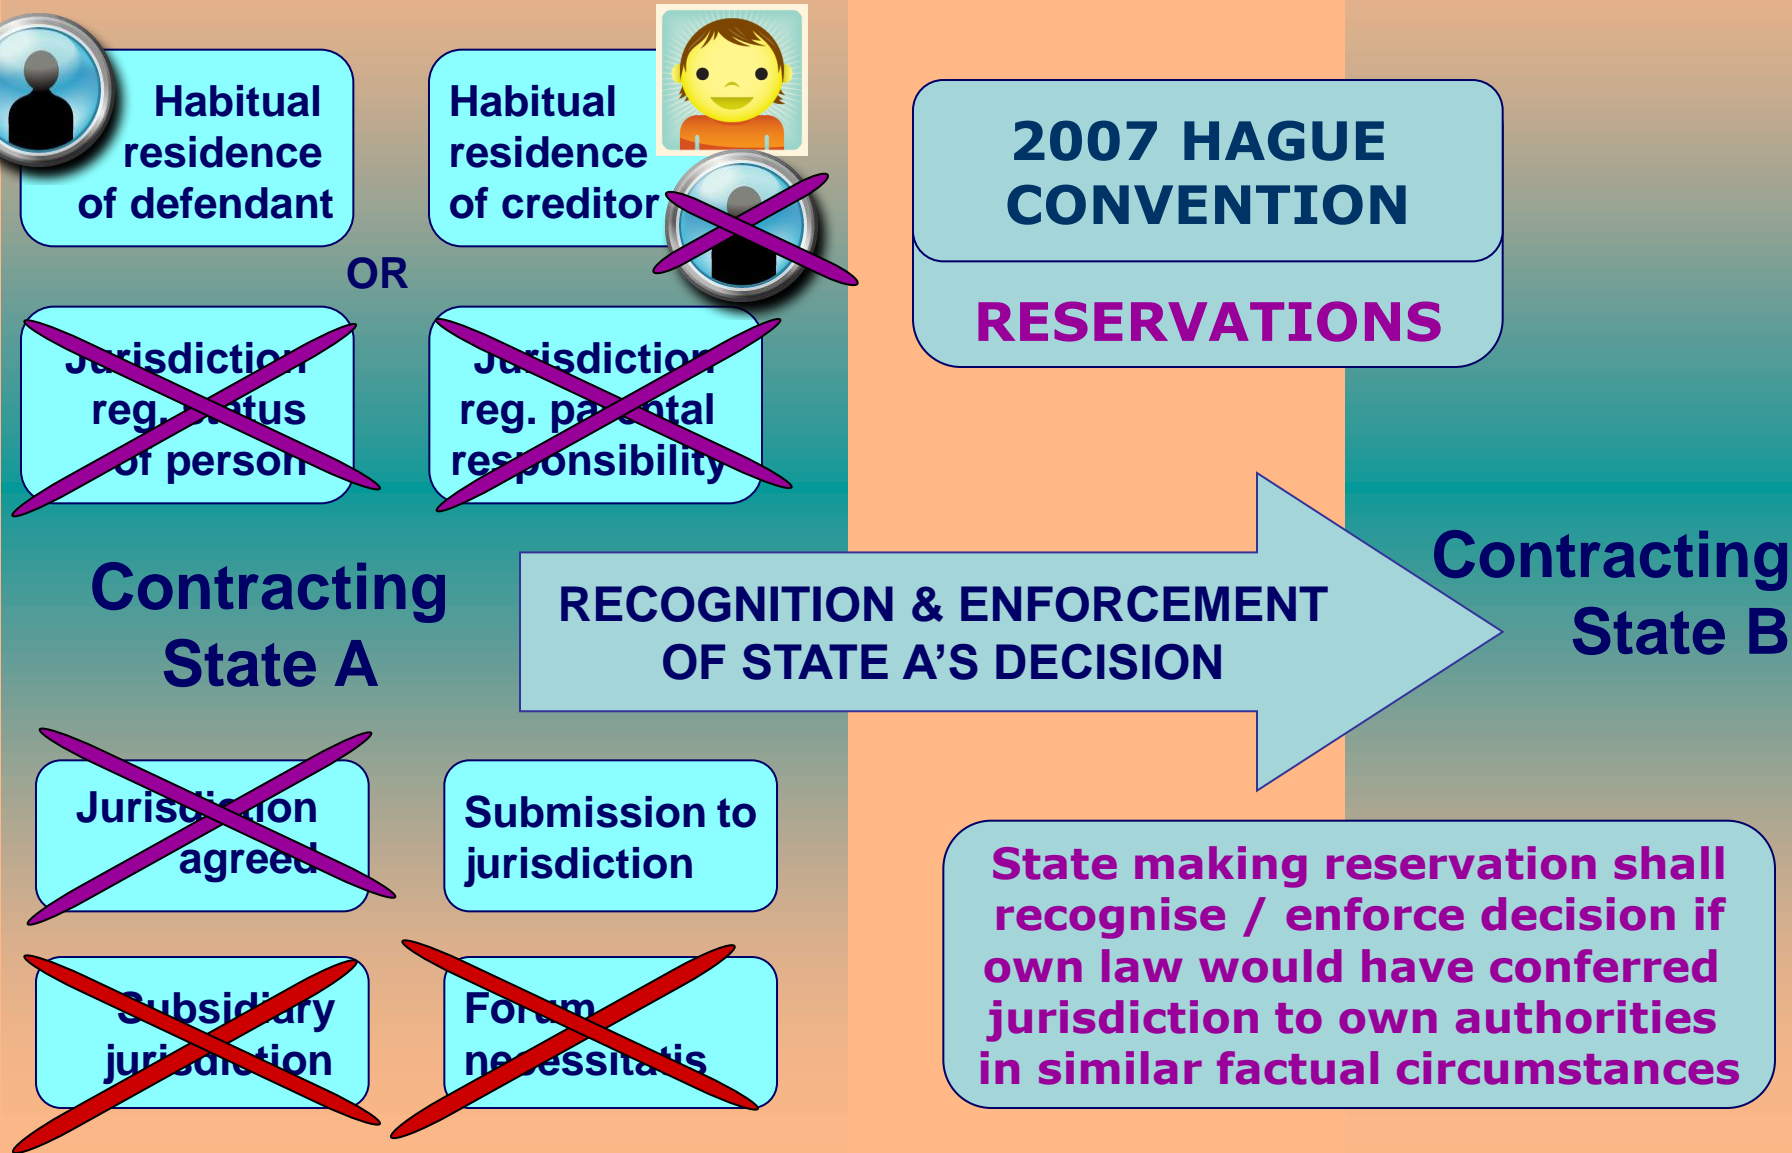 Habitual
residence
of defendant
Habitual
residence
of creditor
OR
Jurisdiction
reg. status
of person
Jurisdiction
reg. parental
responsibility
2007 HAGUE
CONVENTION
RESERVATIONS
Contracting
State A
RECOGNITION & ENFORCEMENT
OF STATE A’S DECISION
Contracting
State B
Jurisdiction
agreed
Submission to
jurisdiction
Subsidiary
jurisdiction
Forum
necessitatis
State making reservation shall
recognise / enforce decision if
own law would have conferred
jurisdiction to own authorities
in similar factual circumstances